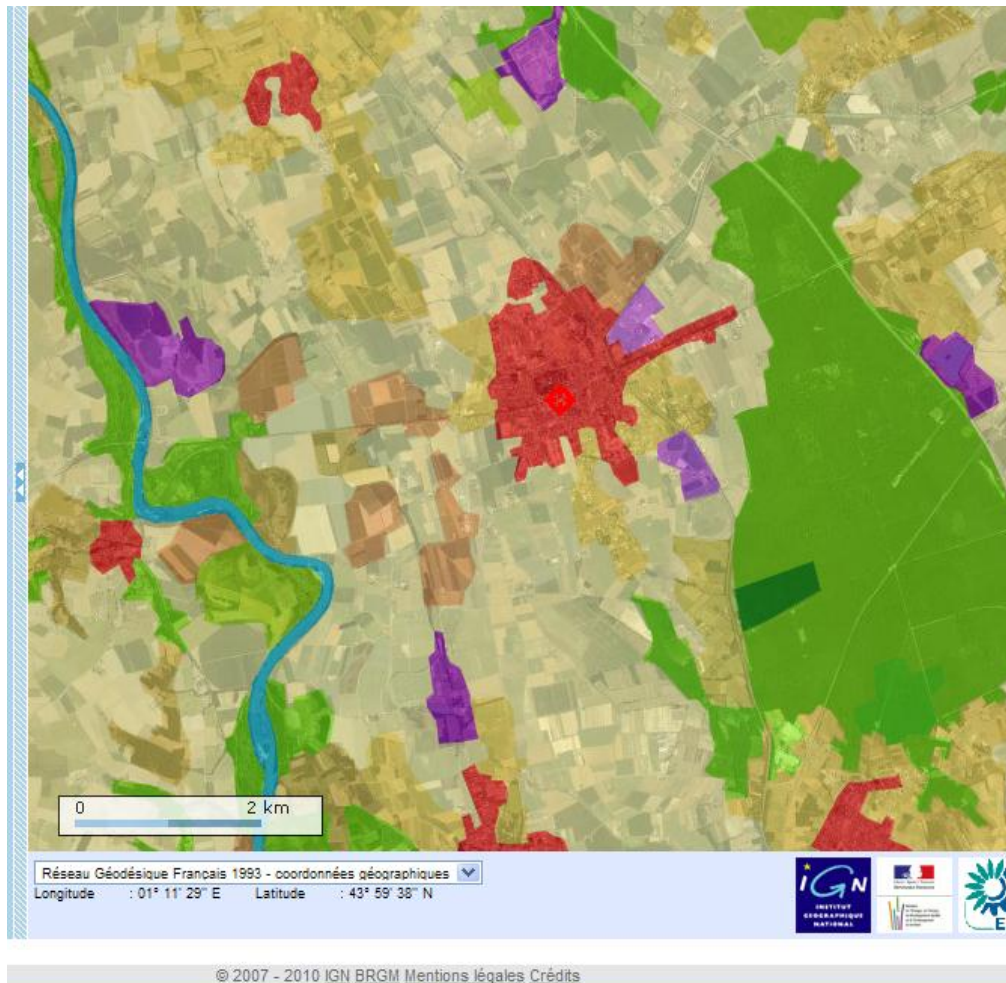 0 2 km
Réseau Géodésique Français 1993 - coordonnées géographiques
Longitude : 01° 11' 29'' E Latitude : 43° 59' 38'' N
IGN
INSTITUT
GEOGRAPHIQUE
NATIONAL
© 2007 - 2010 IGN BRGM Mentions légales Crédits